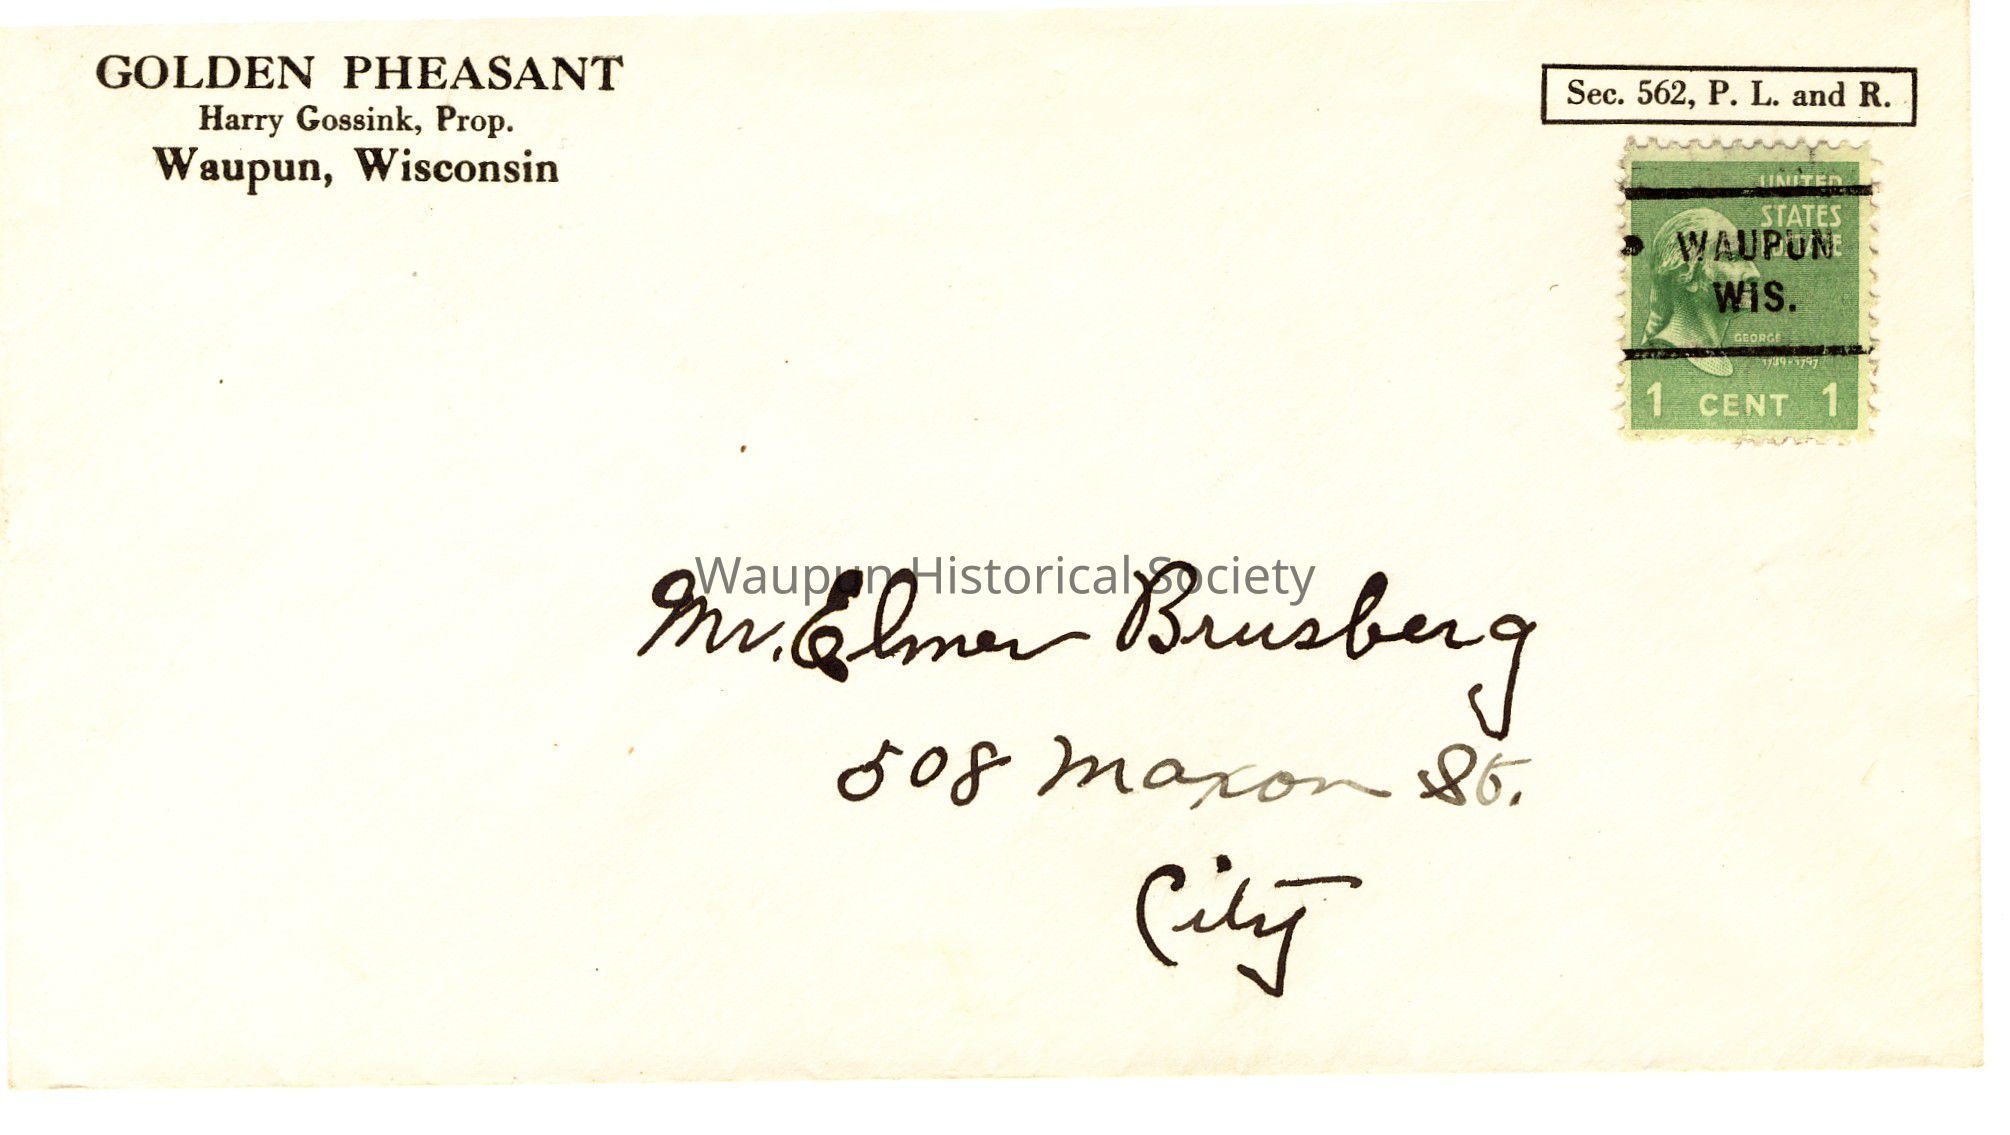 GOLDEN PHEASANT
Harry Gossink, Prop.
Waupun, Wisconsin
Sec. 562, P. L. and R.
UNITED
STATES
WAUPUN
WIS.
GEORGE
1 CENT 1
Waupun Historical Society
Mr. Elmer Brusberg
508 Maxon St.
City